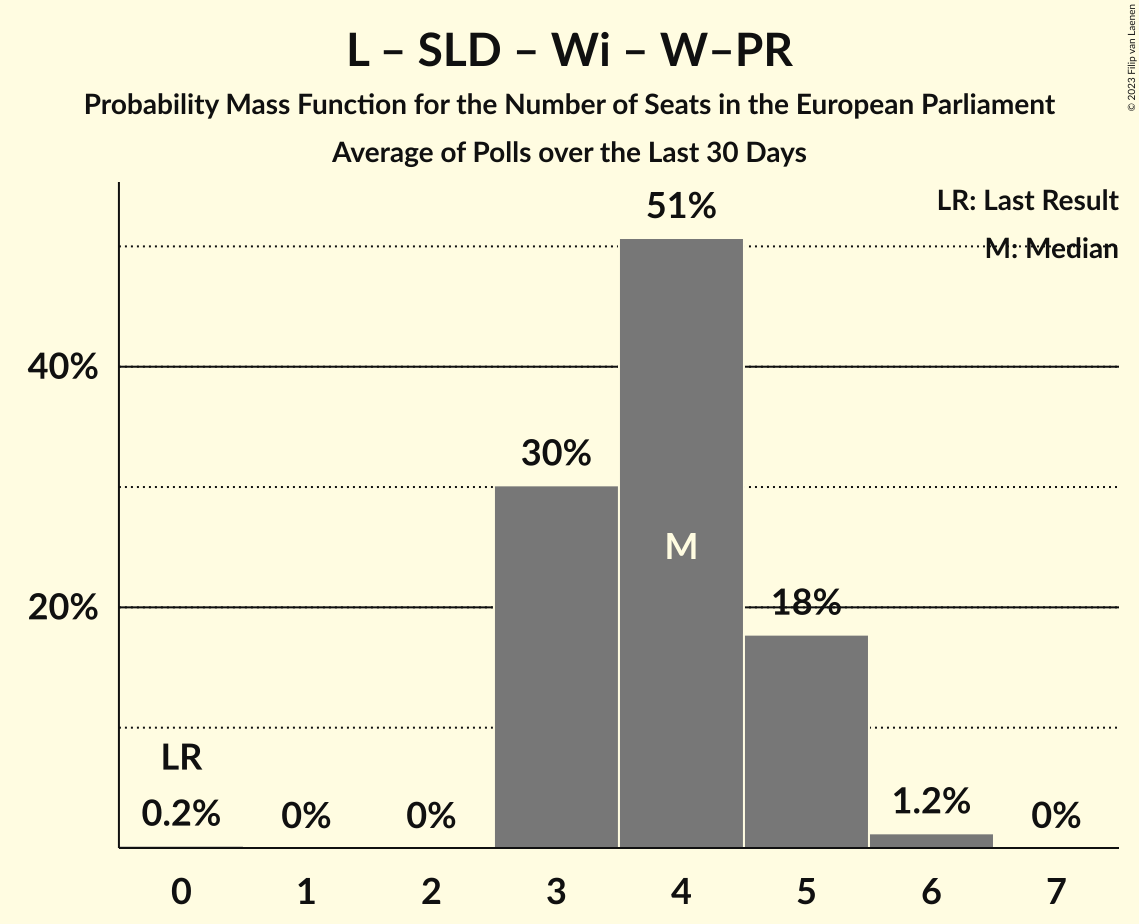 L – SLD – Wi – W–PR
Probability Mass Function for the Number of Seats in the European Parliament
Average of Polls over the Last 30 Days
© 2023 Filip van Laenen
LR: Last Result
M: Median
51%
40%
30%
M
20%
18%
LR
0.2%
0%
0%
1.2%
0%
0 1 2 3 4 5 6 7